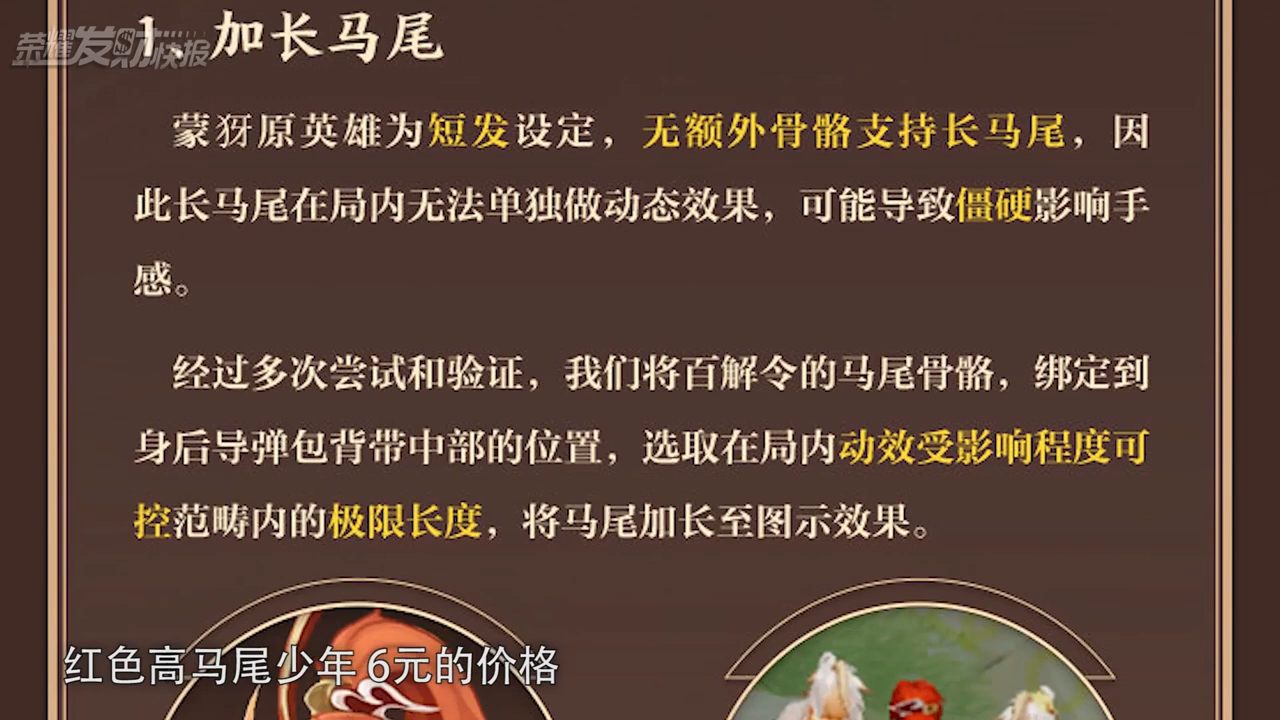 荣耀发财快报
1、加长马尾
蒙犽原英雄为短发设定，无额外骨骼支持长马尾，因
此长马尾在局内无法单独做动态效果，可能导致僵硬影响手
感。
经过多次尝试和验证，我们将百解令的马尾骨骼，绑定到
身后导弹包背带中部的位置，选取在局内动效受影响程度可
控范畴内的极限长度，将马尾加长至图示效果。
红色高马尾少年 6元的价格